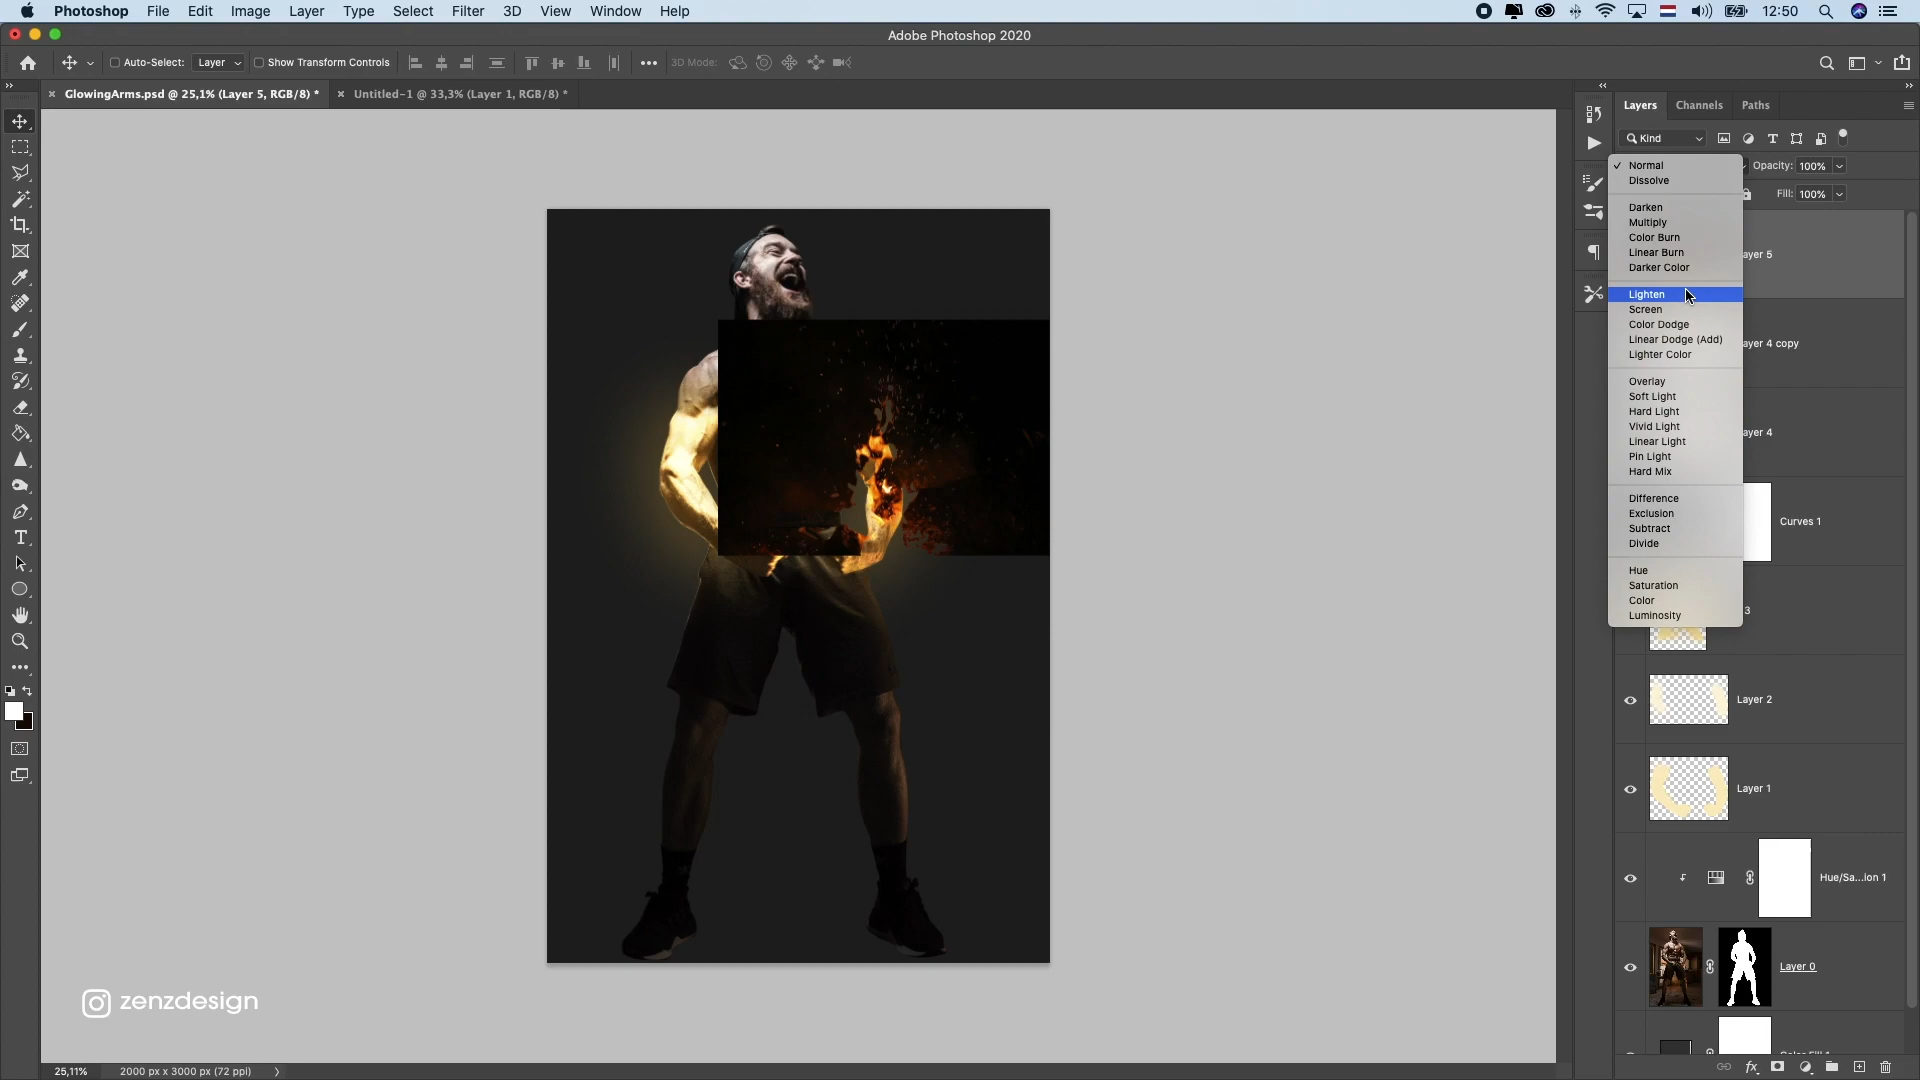 Photoshop File Edit Image Layer Type Select Filter 3D View Window Help 12:50
Adobe Photoshop 2020
Auto-Select: Layer Show Transform Controls 3D Mode:
GlowingArms.psd @ 25,1% (Layer 5, RGB/8) * Untitled-1 @ 33,3% (Layer 1, RGB/8) *
Layers Channels Paths
Kind
Opacity: 100%
Fill: 100%
Normal
Dissolve
Darken
Multiply
Color Burn
Linear Burn
Darker Color
Lighten
Screen
Color Dodge
Linear Dodge (Add)
Lighter Color
Overlay
Soft Light
Hard Light
Vivid Light
Linear Light
Pin Light
Hard Mix
Difference
Exclusion
Subtract
Divide
Hue
Saturation
Color
Luminosity
ayer 5
ayer 4 copy
ayer 4
Curves 1
3
Layer 2
Layer 1
Hue/Sa...ion 1
Layer 0
zenzdesign
25,11% 2000 px x 3000 px (72 ppi)